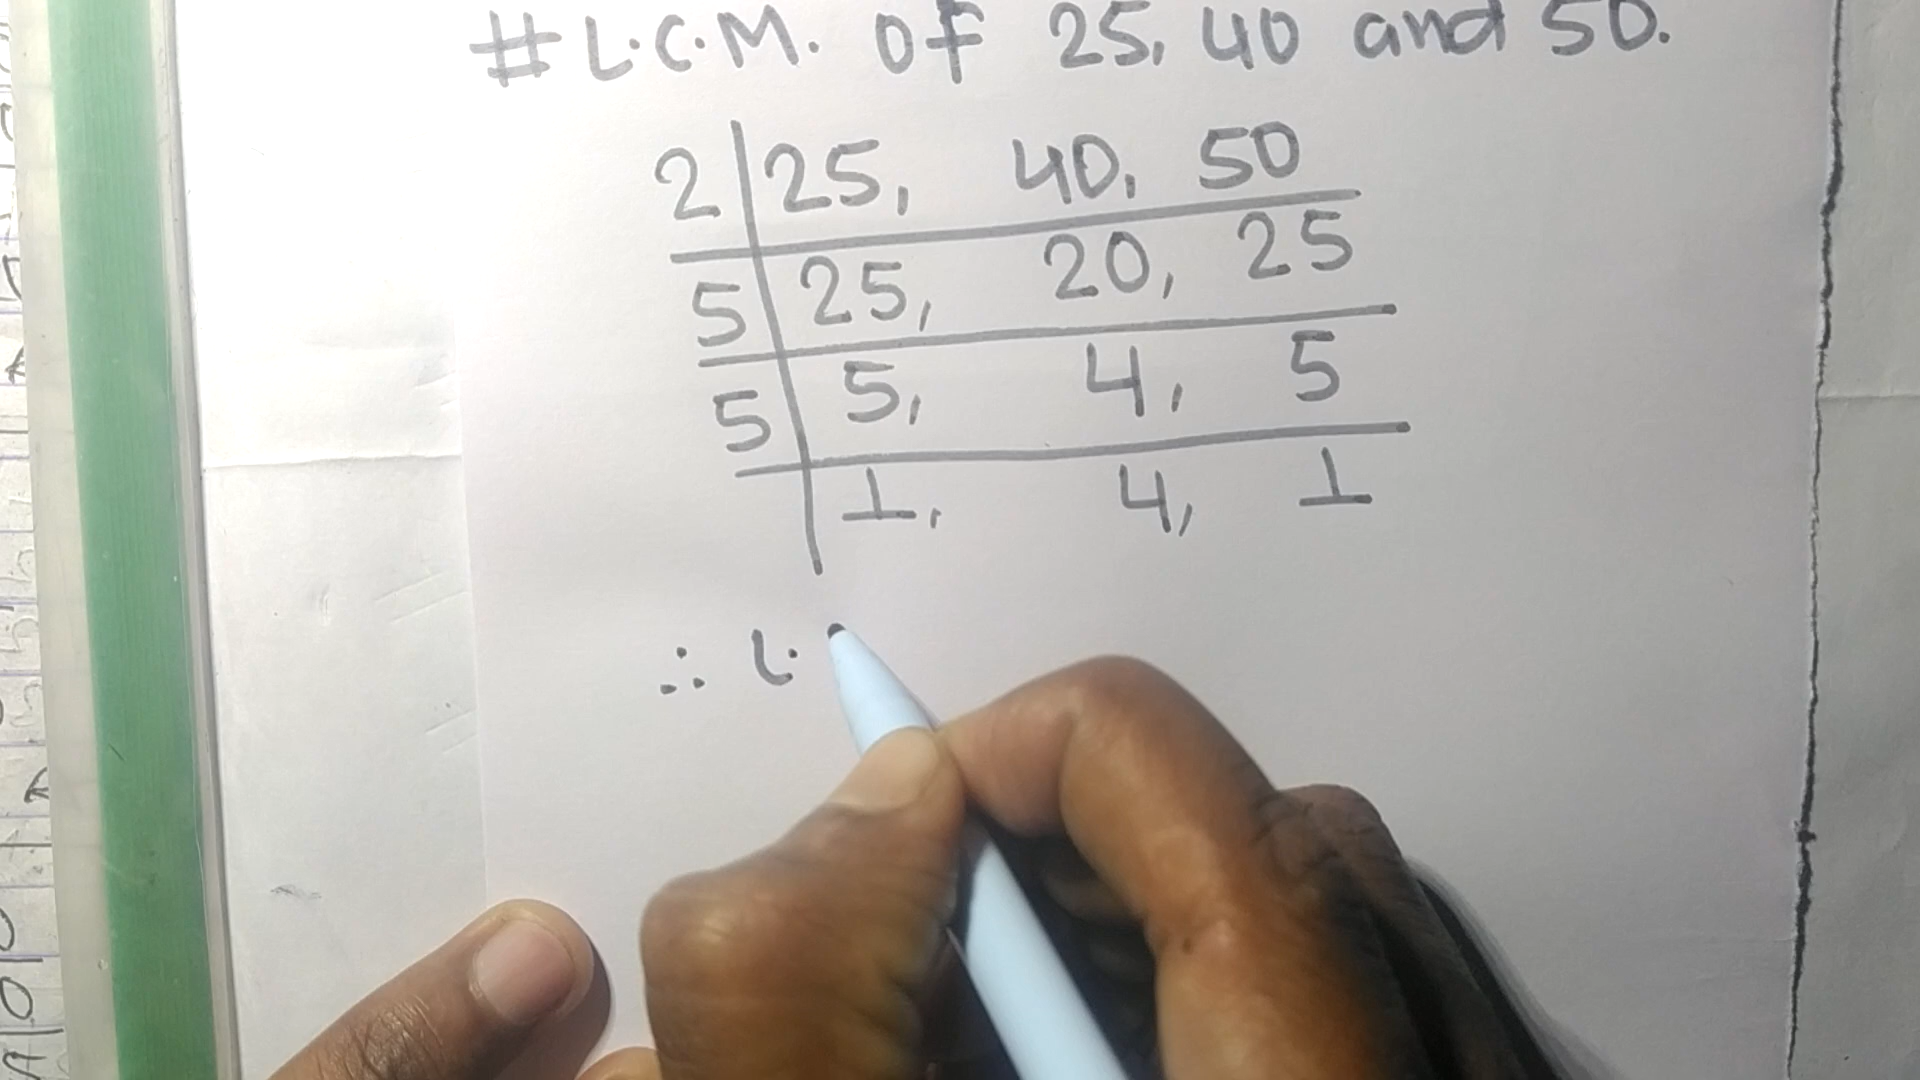 # L.C.M. of 25, 40 and 50.
2 | 25, 40, 50
5 | 25, 20, 25
5 | 5, 4, 5
1, 4, 1
∴ L.